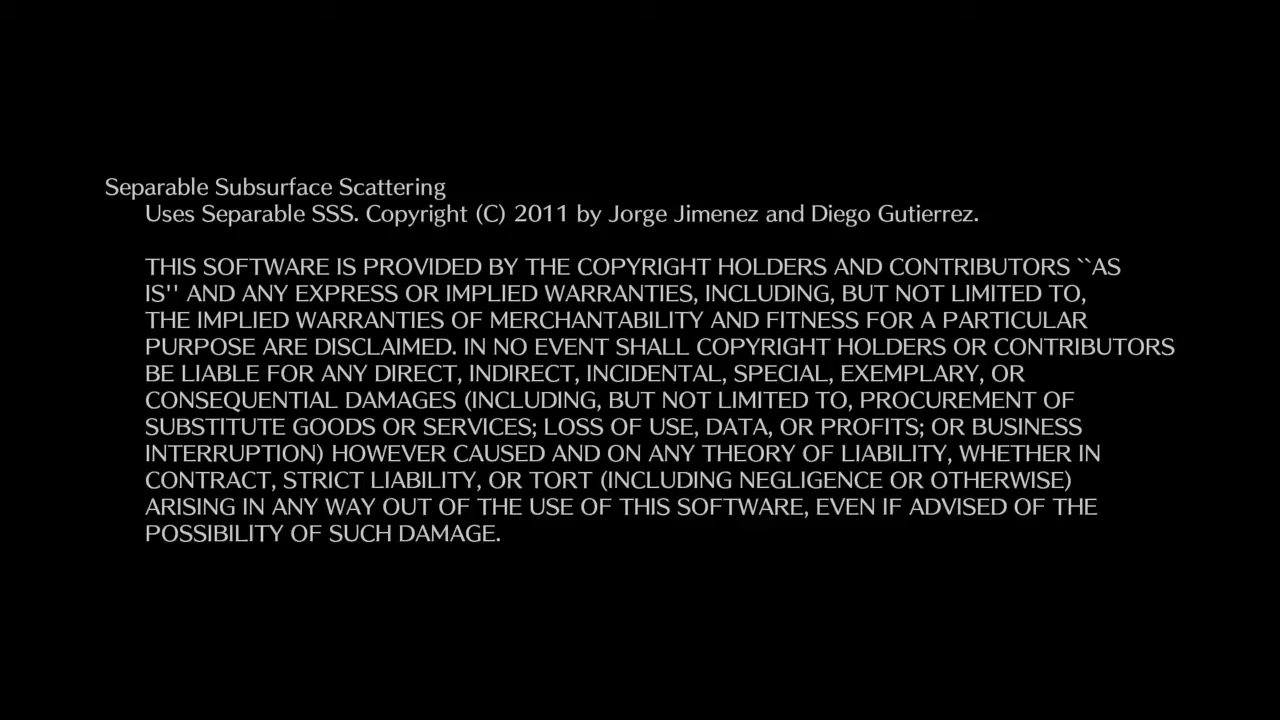 Separable Subsurface Scattering
Uses Separable SSS. Copyright (C) 2011 by Jorge Jimenez and Diego Gutierrez.
THIS SOFTWARE IS PROVIDED BY THE COPYRIGHT HOLDERS AND CONTRIBUTORS ``AS
IS'' AND ANY EXPRESS OR IMPLIED WARRANTIES, INCLUDING, BUT NOT LIMITED TO,
THE IMPLIED WARRANTIES OF MERCHANTABILITY AND FITNESS FOR A PARTICULAR
PURPOSE ARE DISCLAIMED. IN NO EVENT SHALL COPYRIGHT HOLDERS OR CONTRIBUTORS
BE LIABLE FOR ANY DIRECT, INDIRECT, INCIDENTAL, SPECIAL, EXEMPLARY, OR
CONSEQUENTIAL DAMAGES (INCLUDING, BUT NOT LIMITED TO, PROCUREMENT OF
SUBSTITUTE GOODS OR SERVICES; LOSS OF USE, DATA, OR PROFITS; OR BUSINESS
INTERRUPTION) HOWEVER CAUSED AND ON ANY THEORY OF LIABILITY, WHETHER IN
CONTRACT, STRICT LIABILITY, OR TORT (INCLUDING NEGLIGENCE OR OTHERWISE)
ARISING IN ANY WAY OUT OF THE USE OF THIS SOFTWARE, EVEN IF ADVISED OF THE
POSSIBILITY OF SUCH DAMAGE.